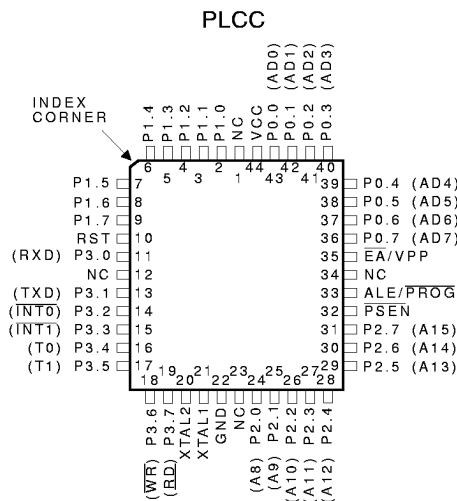 PLCC
INDEX
CORNER
P1.4
P1.3
P1.2
P1.1
P1.0
NC
VCC
P0.0 (AD0)
P0.1 (AD1)
P0.2 (AD2)
P0.3 (AD3)
6
5
4
3
2
1
44
43
42
41
40
P1.5 7
P1.6 8
P1.7 9
RST 10
(RXD) P3.0 11
NC 12
(TXD) P3.1 13
(INT0) P3.2 14
(INT1) P3.3 15
(T0) P3.4 16
(T1) P3.5 17
39 P0.4 (AD4)
38 P0.5 (AD5)
37 P0.6 (AD6)
36 P0.7 (AD7)
35 EA/VPP
34 NC
33 ALE/PROG
32 PSEN
31 P2.7 (A15)
30 P2.6 (A14)
29 P2.5 (A13)
18
19
20
21
22
23
24
25
26
27
28
(WR) P3.6
(RD) P3.7
XTAL2
XTAL1
GND
NC
(A8) P2.0
(A9) P2.1
(A10) P2.2
(A11) P2.3
(A12) P2.4